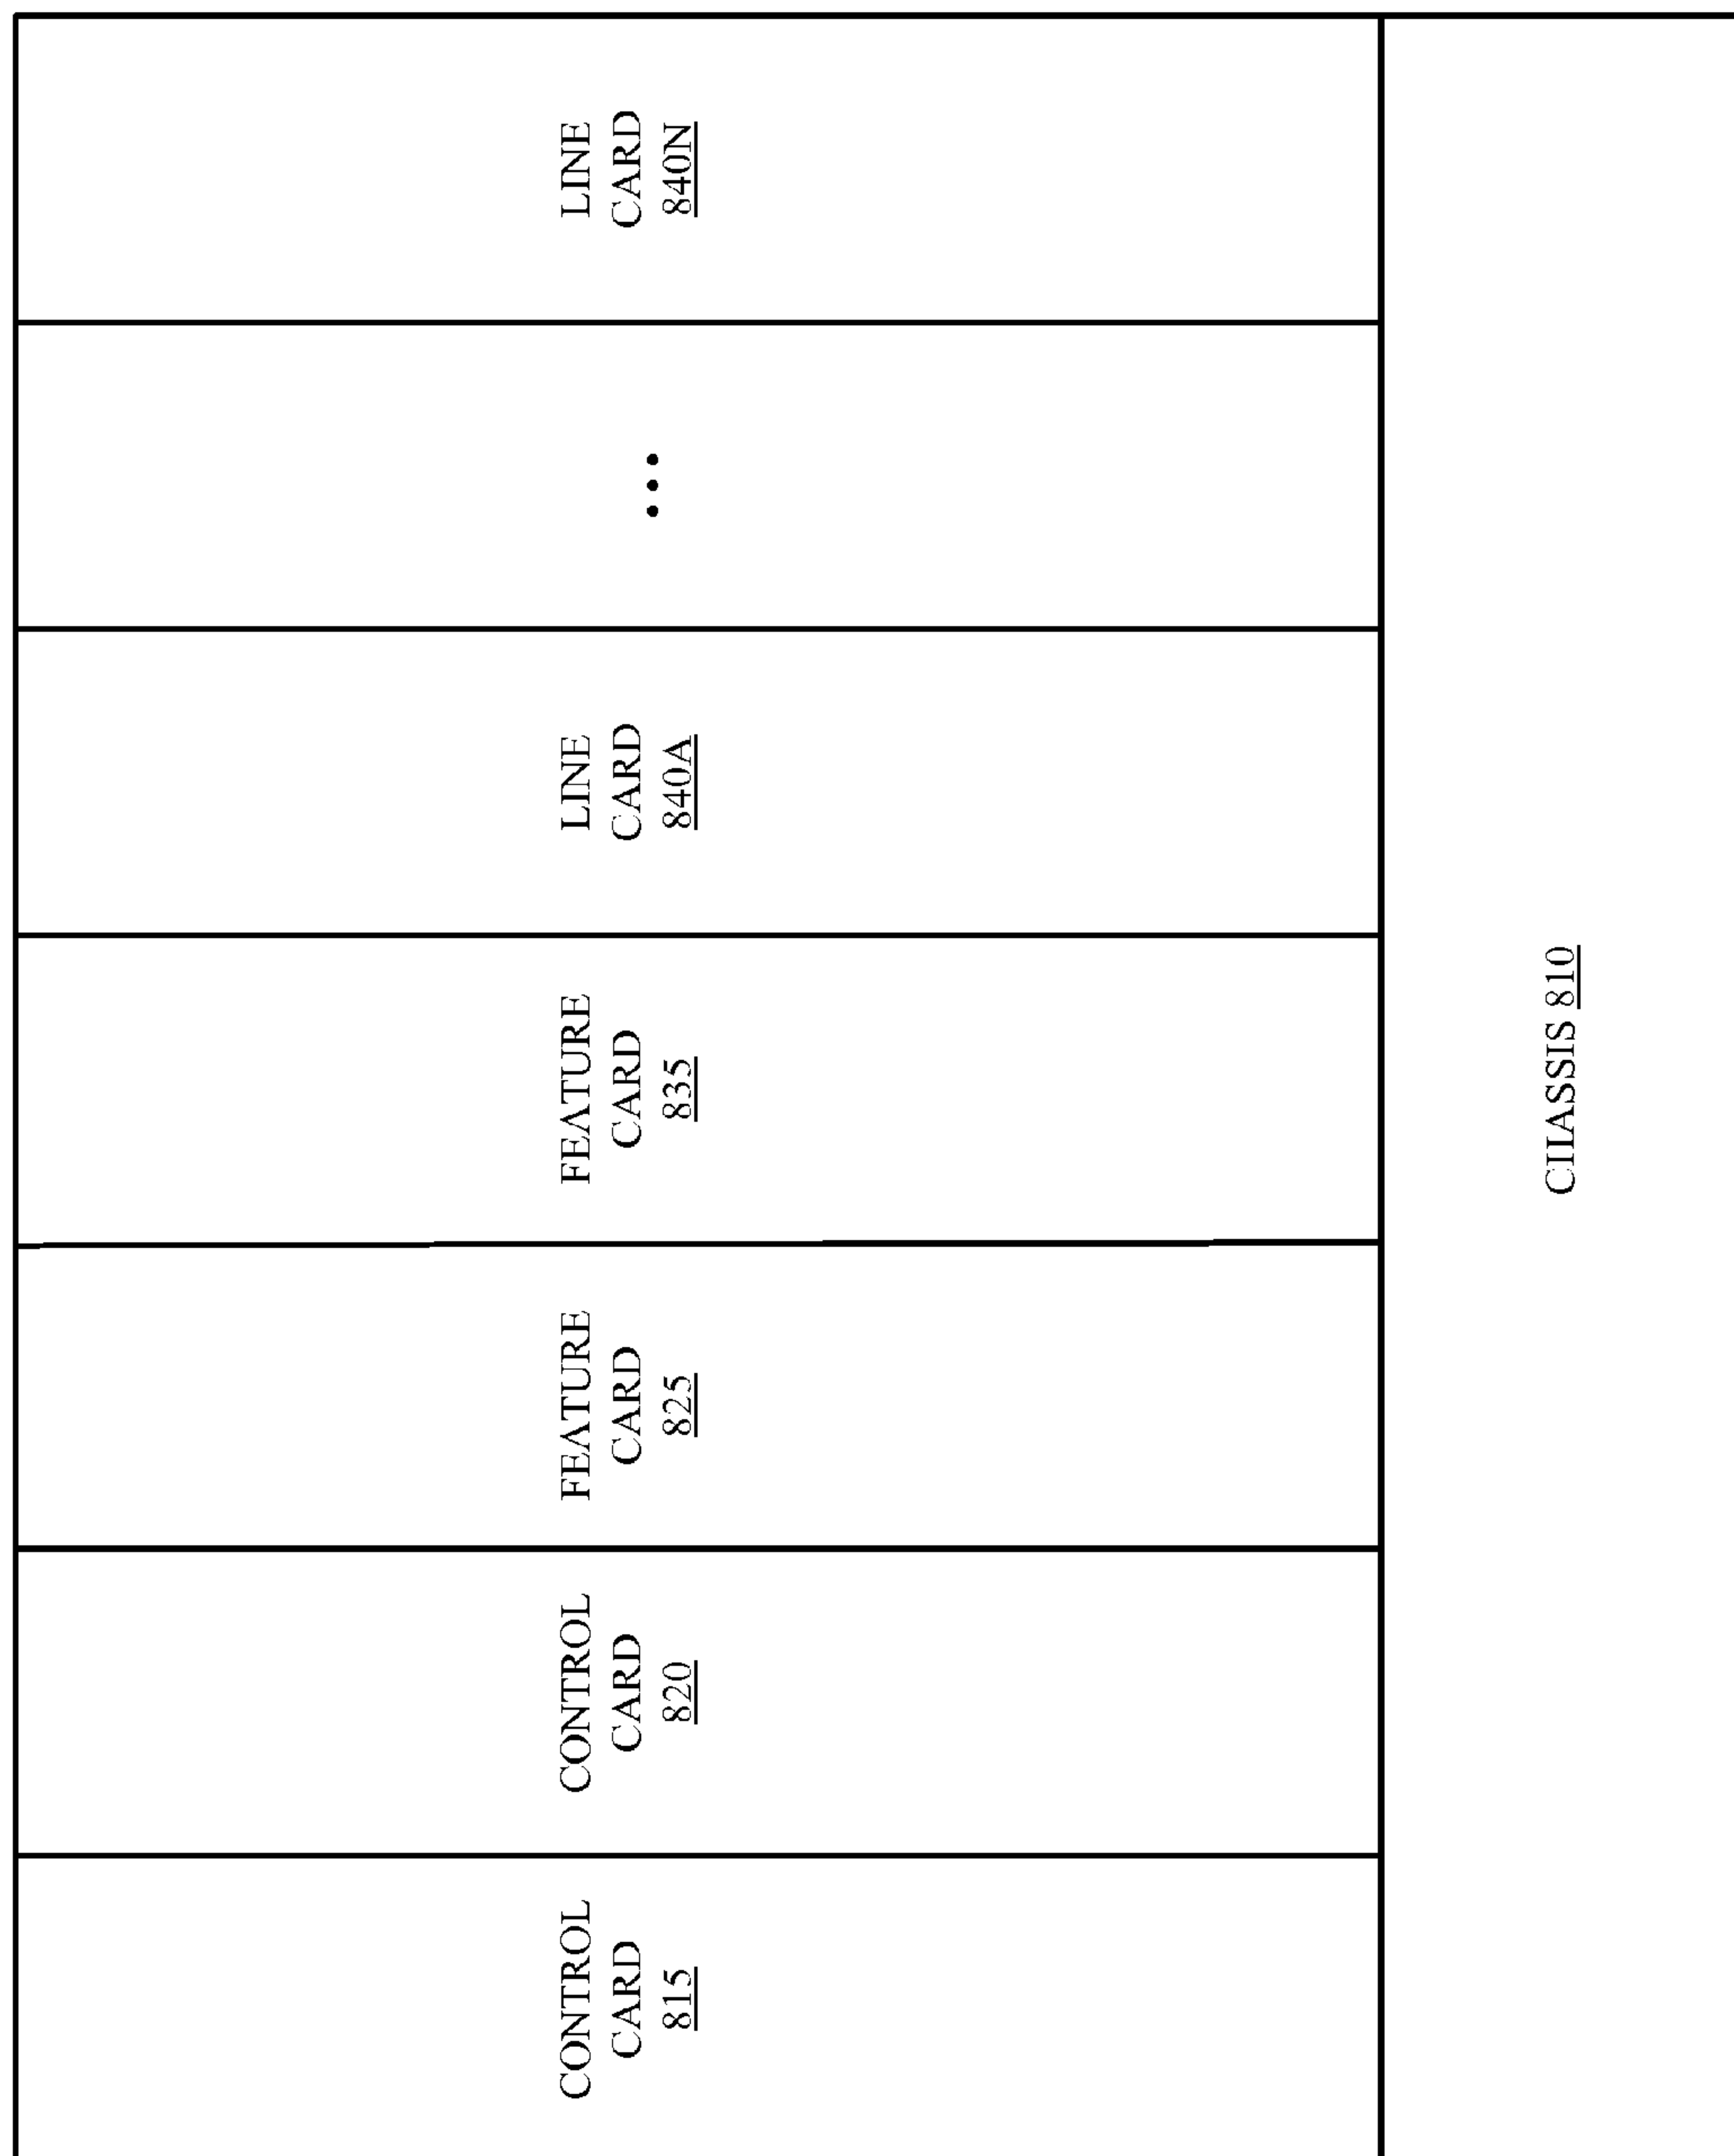 CONTROL
CARD
815
CONTROL
CARD
820
FEATURE
CARD
825
FEATURE
CARD
835
LINE
CARD
840A
...
LINE
CARD
840N
CHASSIS 810